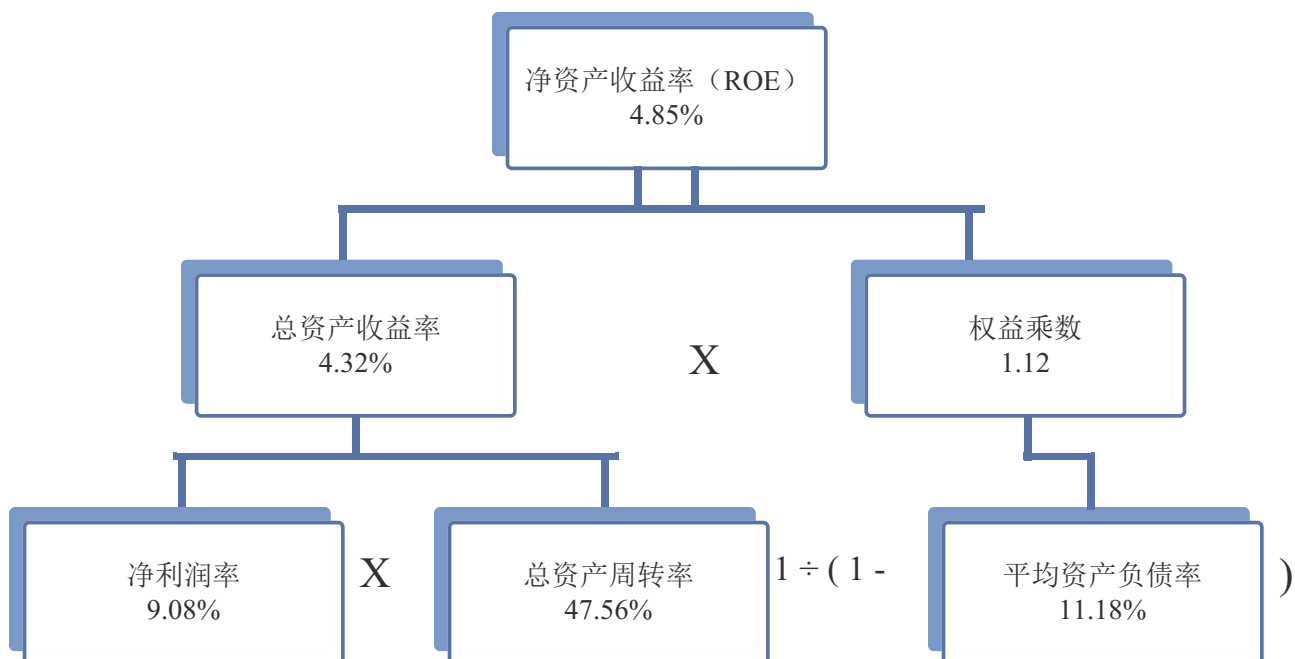 净资产收益率（ROE）
4.85%
总资产收益率
4.32%
X
权益乘数
1.12
净利润率
9.08%
X
总资产周转率
47.56%
1 ÷ ( 1 -
平均资产负债率
11.18%
)